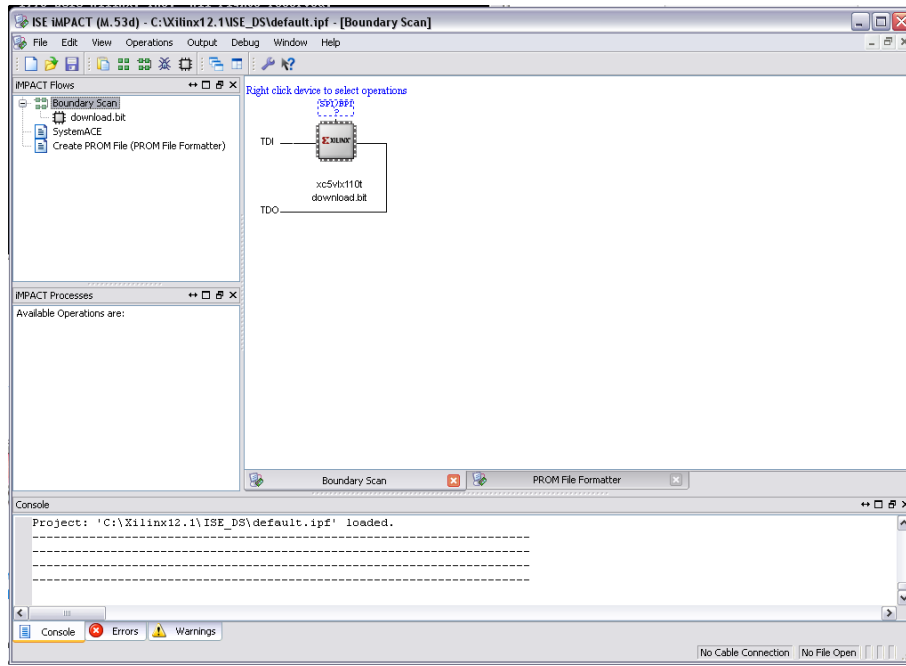 ISE iMPACT (M.53d) - C:\Xilinx12.1\ISE_DS\default.ipf - [Boundary Scan]
File Edit View Operations Output Debug Window Help
iMPACT Flows
Boundary Scan
download.bit
SystemACE
Create PROM File (PROM File Formatter)
Right click device to select operations
SPI/BPI
?
TDI
XILINX
xc5vlx110t
download.bit
TDO
iMPACT Processes
Available Operations are:
Boundary Scan
PROM File Formatter
Console
Project: 'C:\Xilinx12.1\ISE_DS\default.ipf' loaded.
----------------------------------------------------------------------
----------------------------------------------------------------------
----------------------------------------------------------------------
----------------------------------------------------------------------
Console Errors Warnings
No Cable Connection No File Open